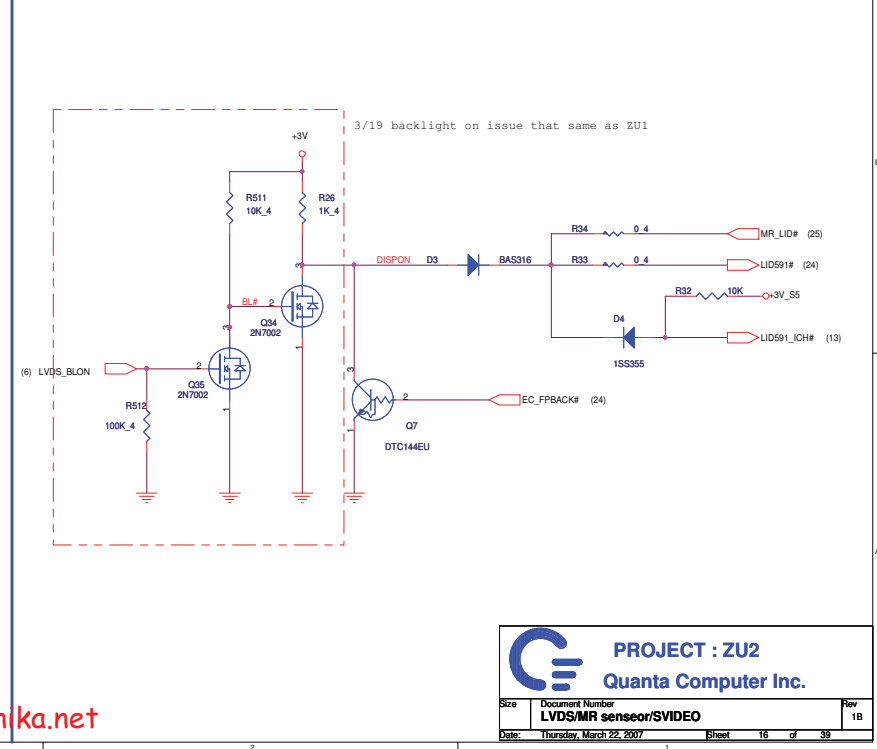 3/19 backlight on issue that same as ZU1
+3V
R511
10K_4
R26
1K_4
R34
0_4
MR_LID# (25)
DISPON
D3
BAS316
R33
0_4
LID591# (24)
3
R32
10K
+3V_S5
BL#
2
Q34
2N7002
3
D4
1SS355
LID591_ICH# (13)
1
(6) LVDS_BLON
2
Q35
2N7002
3
R512
100K_4
1
2
EC_FPBACK# (24)
Q7
1
DTC144EU
PROJECT : ZU2
Quanta Computer Inc.
Size
Document Number
Rev
LVDS/MR senseor/SVIDEO
1B
Date:
Thursday, March 22, 2007
Sheet
16
of
39
ika.net
2
1